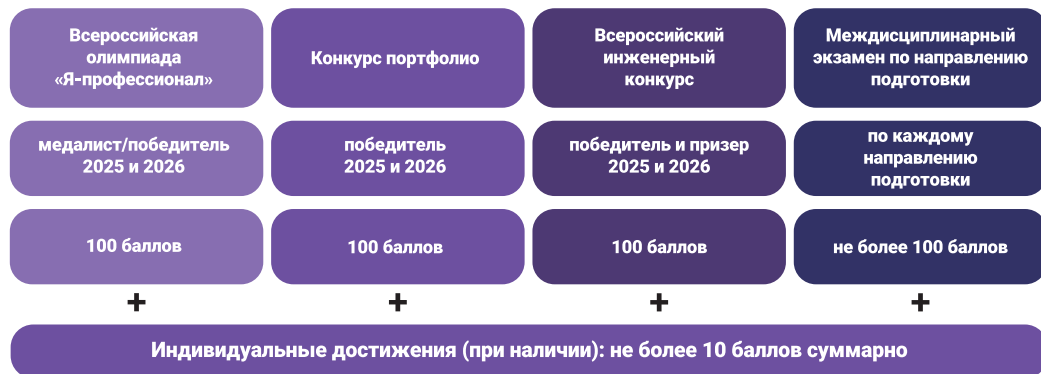 Всероссийская
олимпиада
«Я-профессионал»
Конкурс портфолио
Всероссийский
инженерный
конкурс
Междисциплинарный
экзамен по направлению
подготовки
медалист/победитель
2025 и 2026
победитель
2025 и 2026
победитель и призер
2025 и 2026
по каждому
направлению
подготовки
100 баллов
100 баллов
100 баллов
не более 100 баллов
+ + + +
Индивидуальные достижения (при наличии): не более 10 баллов суммарно